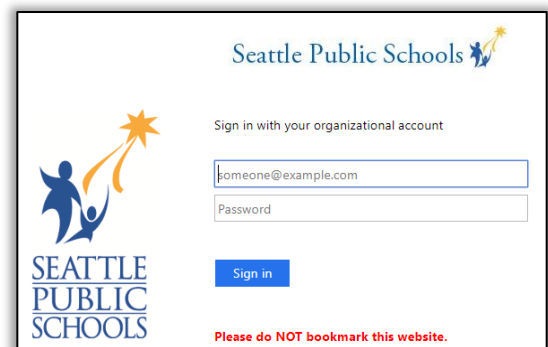 Seattle Public Schools
Sign in with your organizational account
someone@example.com
Password
Sign in
SEATTLE
PUBLIC
SCHOOLS
Please do NOT bookmark this website.